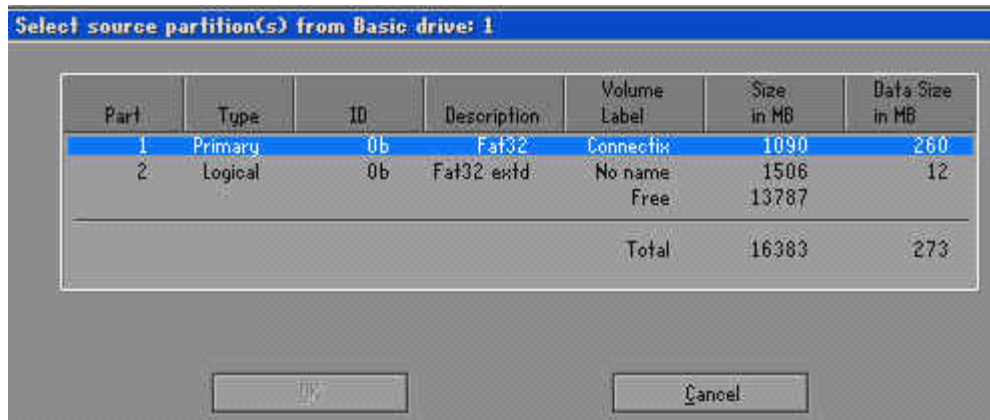 Select source partition(s) from Basic drive: 1
Part Type ID Description Volume Label Size in MB Data Size in MB
1 Primary 0b Fat32 Connectix 1090 260
2 Logical 0b Fat32 extd No name 1506 12
Free 13787
Total 16383 273
OK Cancel